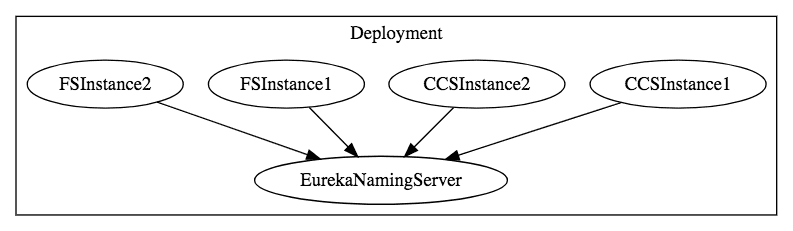 Deployment
FSInstance2
FSInstance1
CCSInstance2
CCSInstance1
EurekaNamingServer